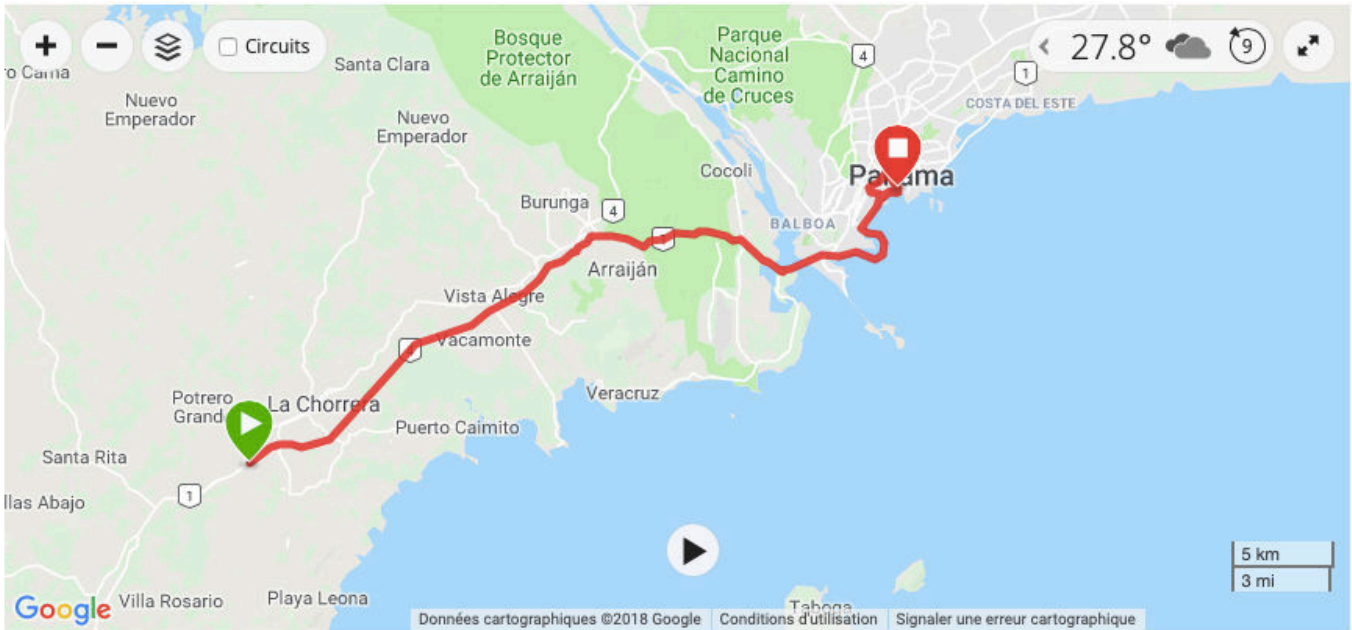 Circuits
27.8°
9
Bosque
Protector
de Arraiján
Parque
Nacional
Camino
de Cruces
4
1
Santa Clara
Nuevo
Emperador
Nuevo
Emperador
COSTA DEL ESTE
Cocoli
Panama
Burunga
4
BALBOA
Arraiján
Vista Alegre
Vacamonte
Veracruz
Potrero
Grand
La Chorrera
Puerto Caimito
Santa Rita
1
llas Abajo
5 km
3 mi
Google
Villa Rosario
Playa Leona
Taboga
Données cartographiques ©2018 Google
Conditions d'utilisation
Signaler une erreur cartographique